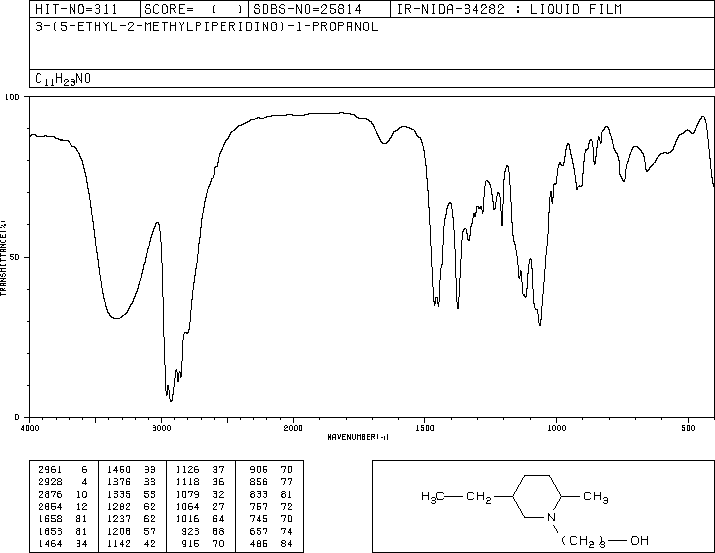 HIT-NO=311 SCORE= ( ) SDBS-NO=25814 IR-NIDA-34282 : LIQUID FILM
3-(5-ETHYL-2-METHYLPIPERIDINO)-1-PROPANOL
C11H23NO
100
TRANSMITTANCE(%)
50
0
4000 3000 2000 1500 1000 500
WAVENUMBER(-1)
2961 6 1460 33 1126 37 906 70
2928 4 1376 33 1118 36 856 77
2876 10 1335 55 1079 32 833 81
2864 12 1282 62 1064 27 767 72
1658 81 1237 62 1016 64 745 70
1653 81 1208 57 923 68 657 74
1464 34 1142 42 915 70 486 84
H3C CH2 CH3
N
(CH2)3 OH